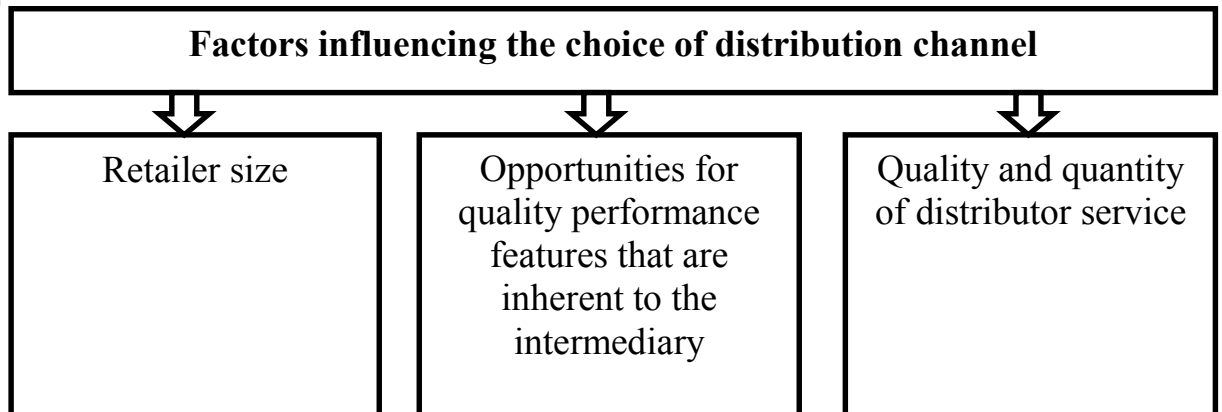 Factors influencing the choice of distribution channel
Retailer size
Opportunities for
quality performance
features that are
inherent to the
intermediary
Quality and quantity
of distributor service